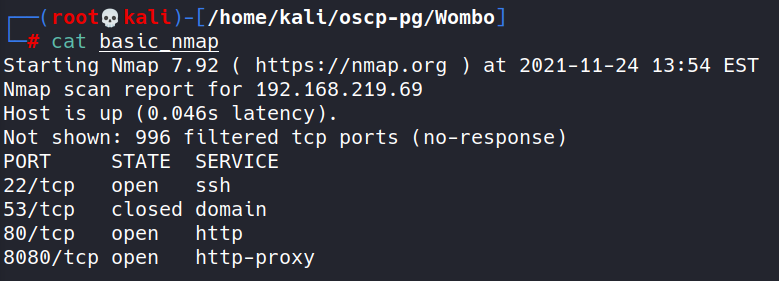 ┌──(root💀kali)-[/home/kali/oscp-pg/Wombo]
└─# cat basic_nmap
Starting Nmap 7.92 ( https://nmap.org ) at 2021-11-24 13:54 EST
Nmap scan report for 192.168.219.69
Host is up (0.046s latency).
Not shown: 996 filtered tcp ports (no-response)
PORT     STATE  SERVICE
22/tcp   open   ssh
53/tcp   closed domain
80/tcp   open   http
8080/tcp open   http-proxy